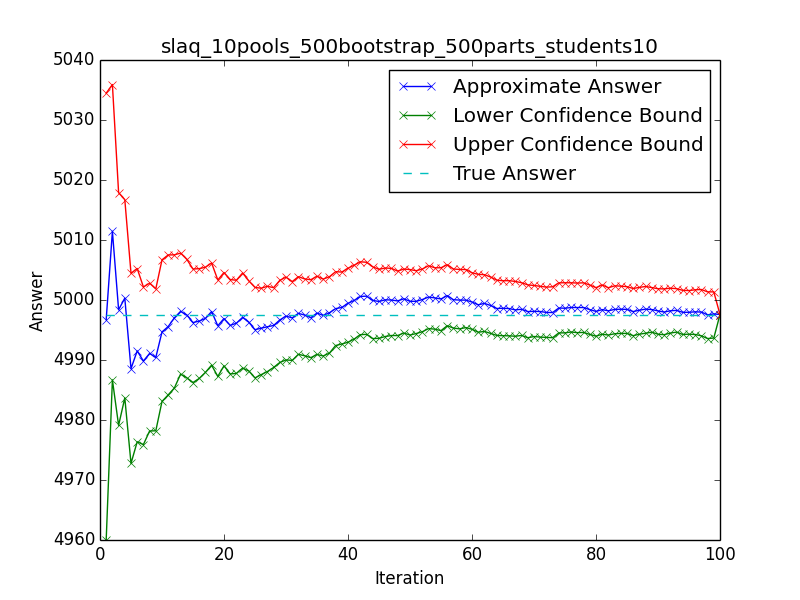 slaq_10pools_500bootstrap_500parts_students10
5040
5030
5020
5010
5000
4990
4980
4970
4960
Answer
Approximate Answer
Lower Confidence Bound
Upper Confidence Bound
True Answer
0 20 40 60 80 100
Iteration